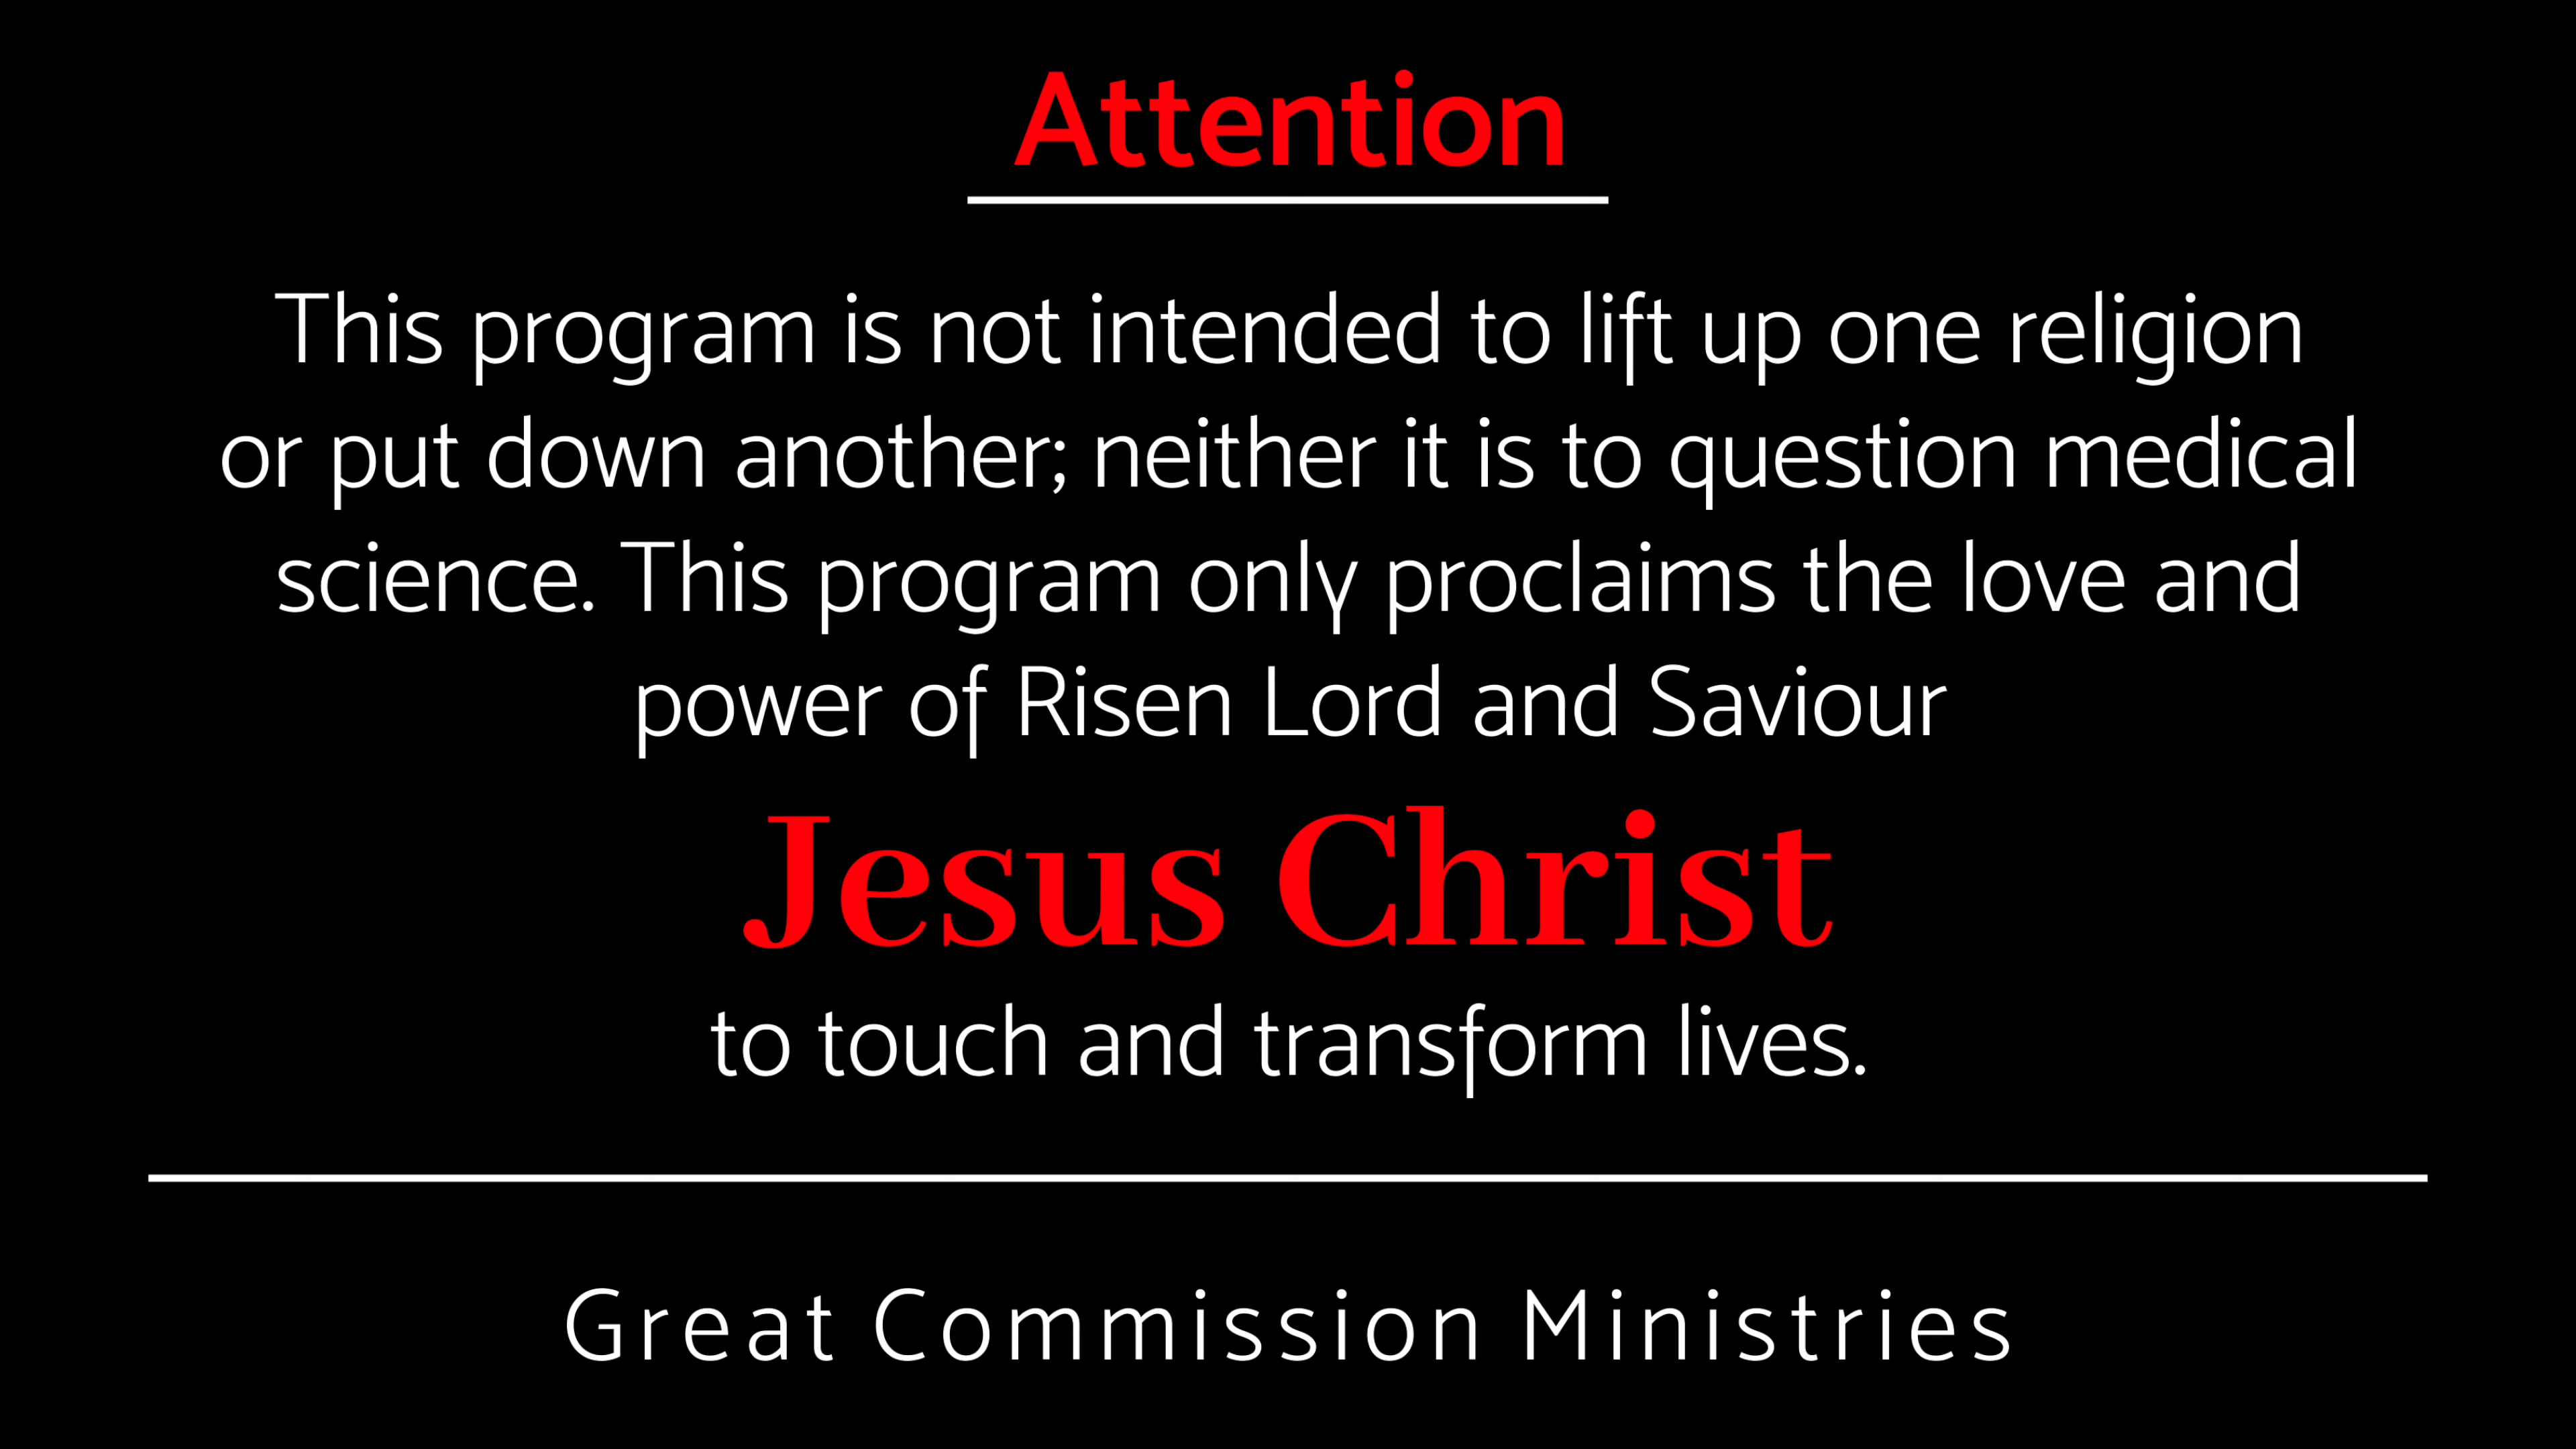 Attention
This program is not intended to lift up one religion
or put down another; neither it is to question medical
science. This program only proclaims the love and
power of Risen Lord and Saviour
Jesus Christ
to touch and transform lives.
Great Commission Ministries